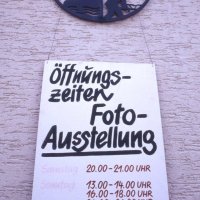 Öffnungs-
zeiten
Foto-
Ausstellung
Samstag 20.00-21.00 UHR
Sonntag 13.00-14.00 UHR
16.00-18.00 UHR